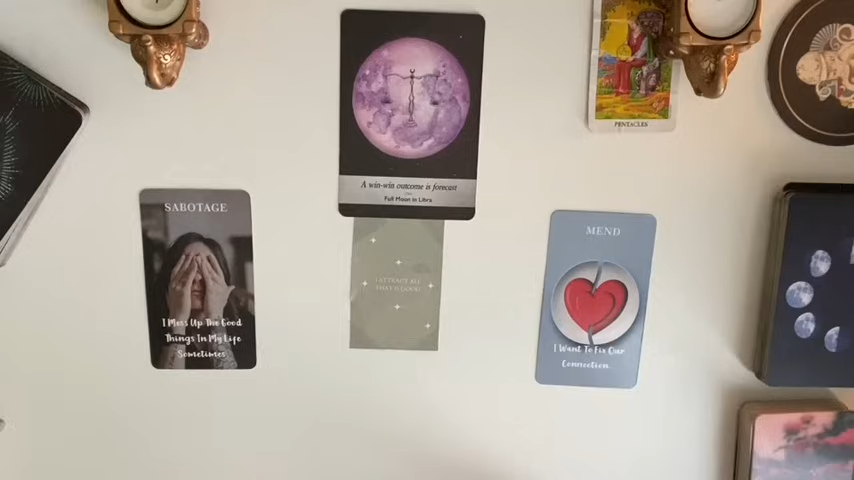 PENTACLES
A win-win outcome is forecast
Full Moon in Libra
SABOTAGE
I Mess Up The Good
Things In My Life
Sometimes
I ATTRACT ALL
THAT IS GOOD
MEND
I Want To Fix Our
Connection.